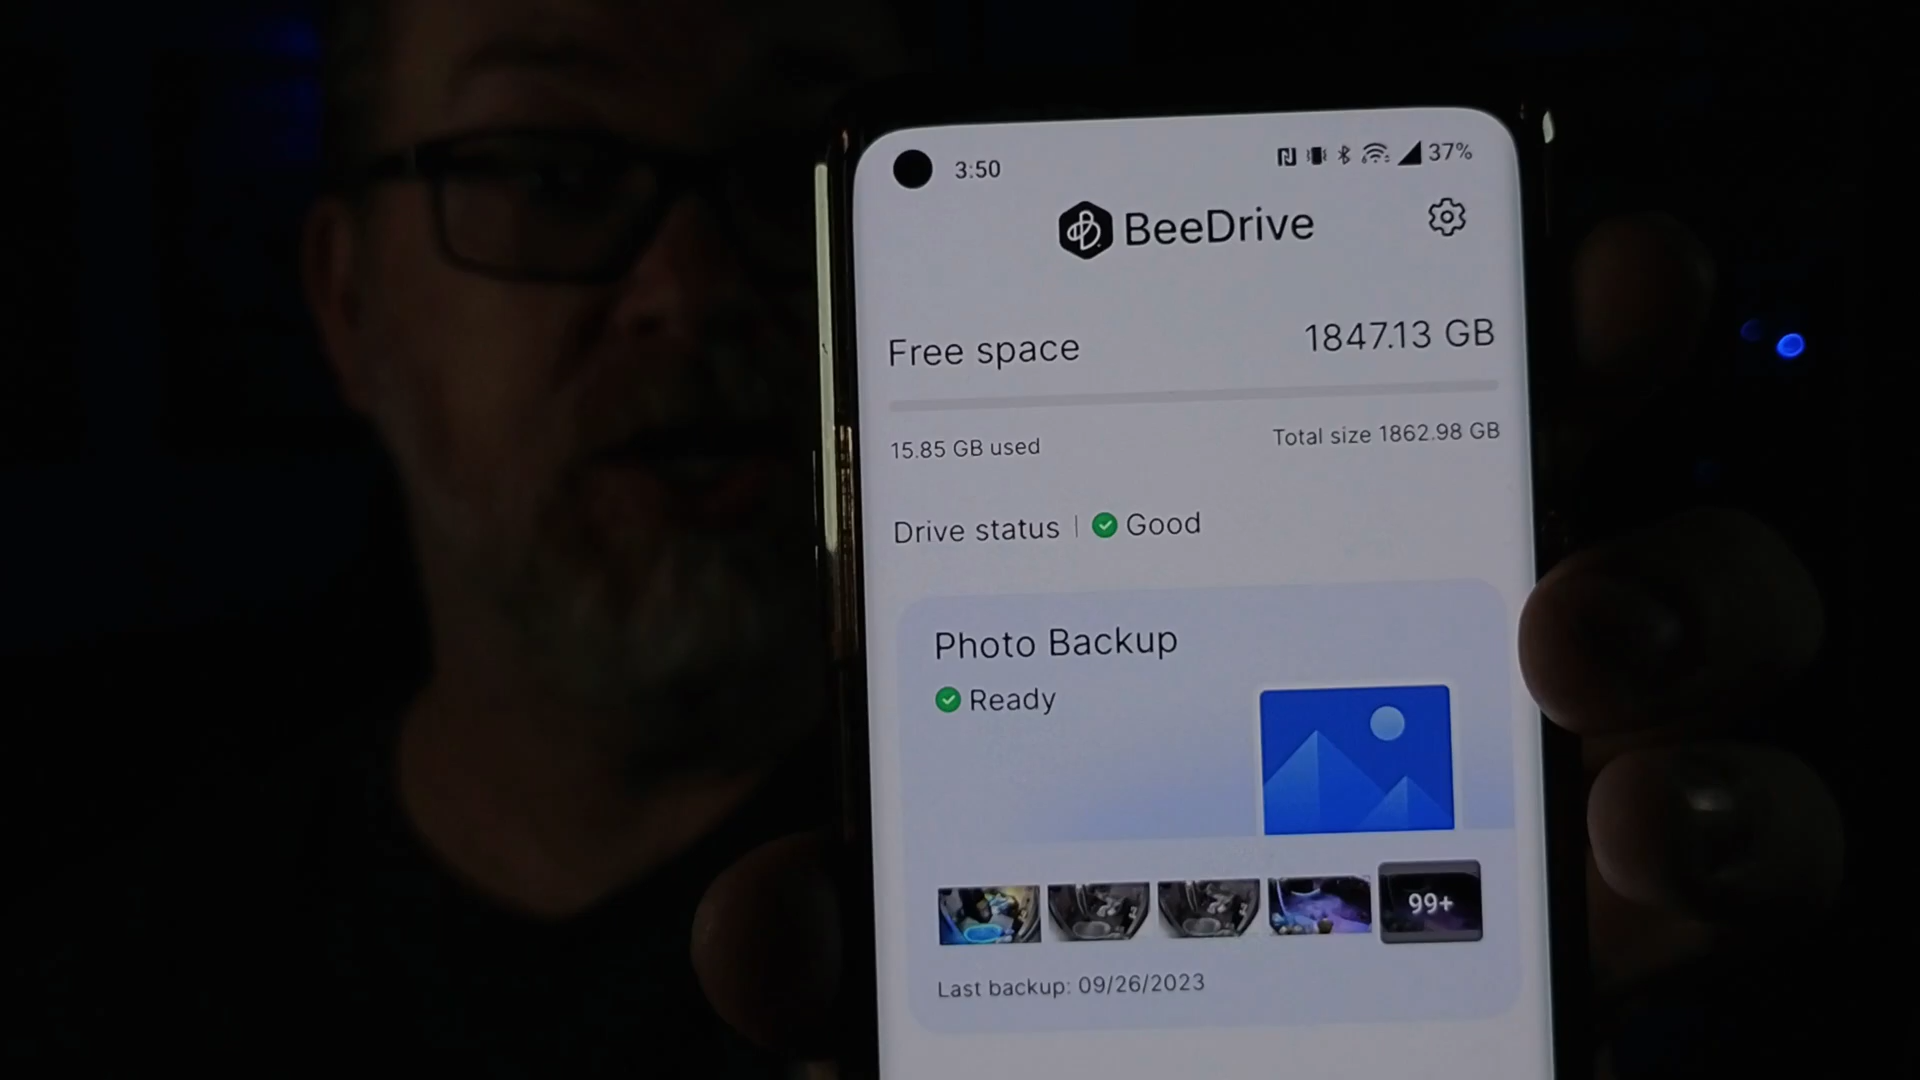 3:50 37%
BeeDrive
Free space 1847.13 GB
15.85 GB used Total size 1862.98 GB
Drive status | Good
Photo Backup
Ready
99+
Last backup: 09/26/2023